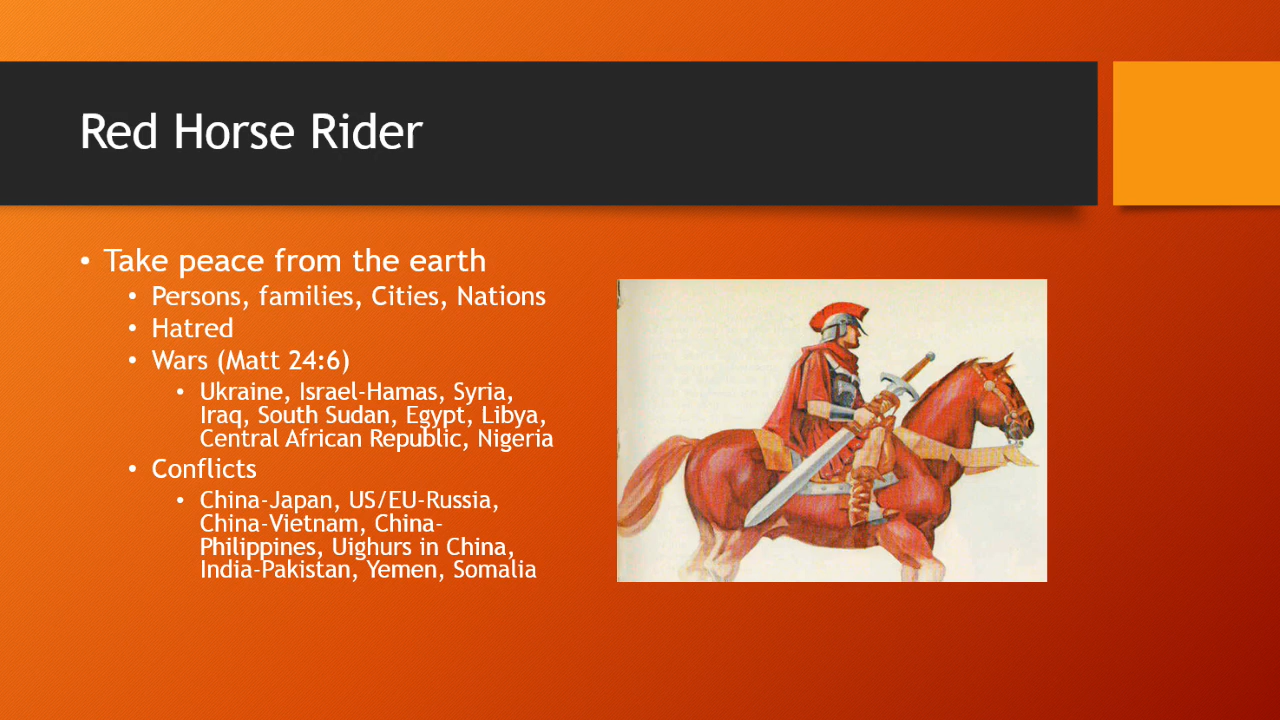 Red Horse Rider
• Take peace from the earth
• Persons, families, Cities, Nations
• Hatred
• Wars (Matt 24:6)
• Ukraine, Israel-Hamas, Syria,
Iraq, South Sudan, Egypt, Libya,
Central African Republic, Nigeria
• Conflicts
• China-Japan, US/EU-Russia,
China-Vietnam, China-
Philippines, Uighurs in China,
India-Pakistan, Yemen, Somalia